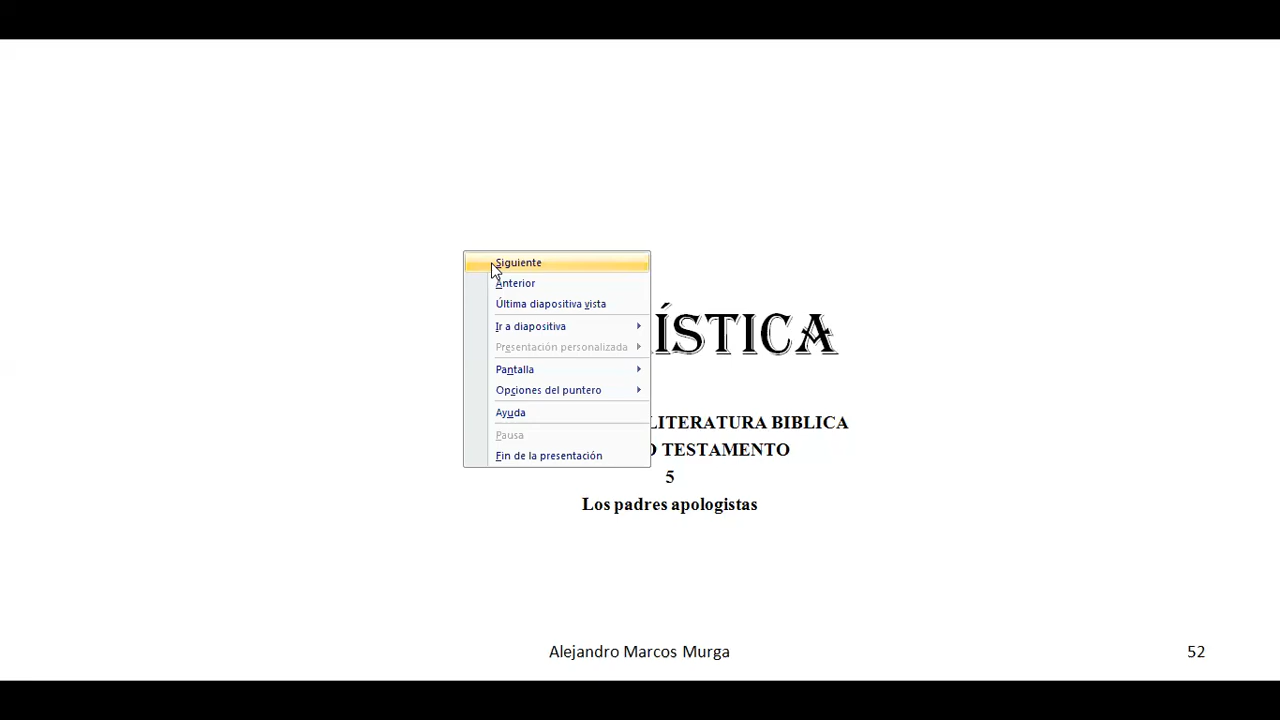 Siguiente
Anterior
Última diapositiva vista
Ir a diapositiva
Presentación personalizada
Pantalla
Opciones del puntero
Ayuda
Pausa
Fin de la presentación
ÍSTICA
LITERATURA BIBLICA
O TESTAMENTO
5
Los padres apologistas
Alejandro Marcos Murga
52